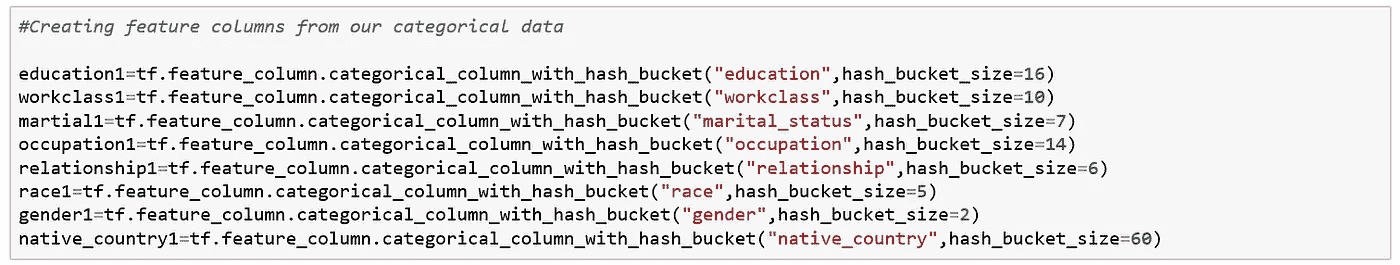 #Creating feature columns from our categorical data
education1=tf.feature_column.categorical_column_with_hash_bucket("education",hash_bucket_size=16)
workclass1=tf.feature_column.categorical_column_with_hash_bucket("workclass",hash_bucket_size=10)
martial1=tf.feature_column.categorical_column_with_hash_bucket("marital_status",hash_bucket_size=7)
occupation1=tf.feature_column.categorical_column_with_hash_bucket("occupation",hash_bucket_size=14)
relationship1=tf.feature_column.categorical_column_with_hash_bucket("relationship",hash_bucket_size=6)
race1=tf.feature_column.categorical_column_with_hash_bucket("race",hash_bucket_size=5)
gender1=tf.feature_column.categorical_column_with_hash_bucket("gender",hash_bucket_size=2)
native_country1=tf.feature_column.categorical_column_with_hash_bucket("native_country",hash_bucket_size=60)